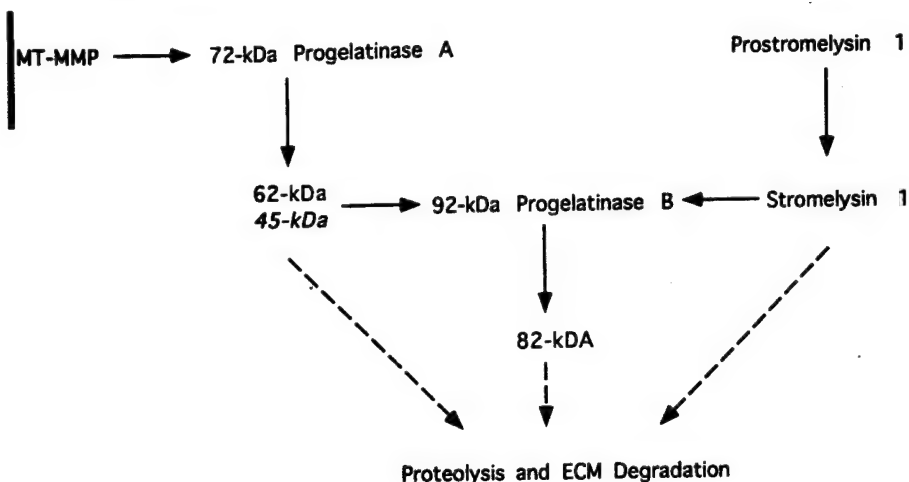 MT-MMP
72-kDa Progelatinase A
Prostromelysin 1
62-kDa
45-kDa
92-kDa Progelatinase B
Stromelysin 1
82-kDA
Proteolysis and ECM Degradation